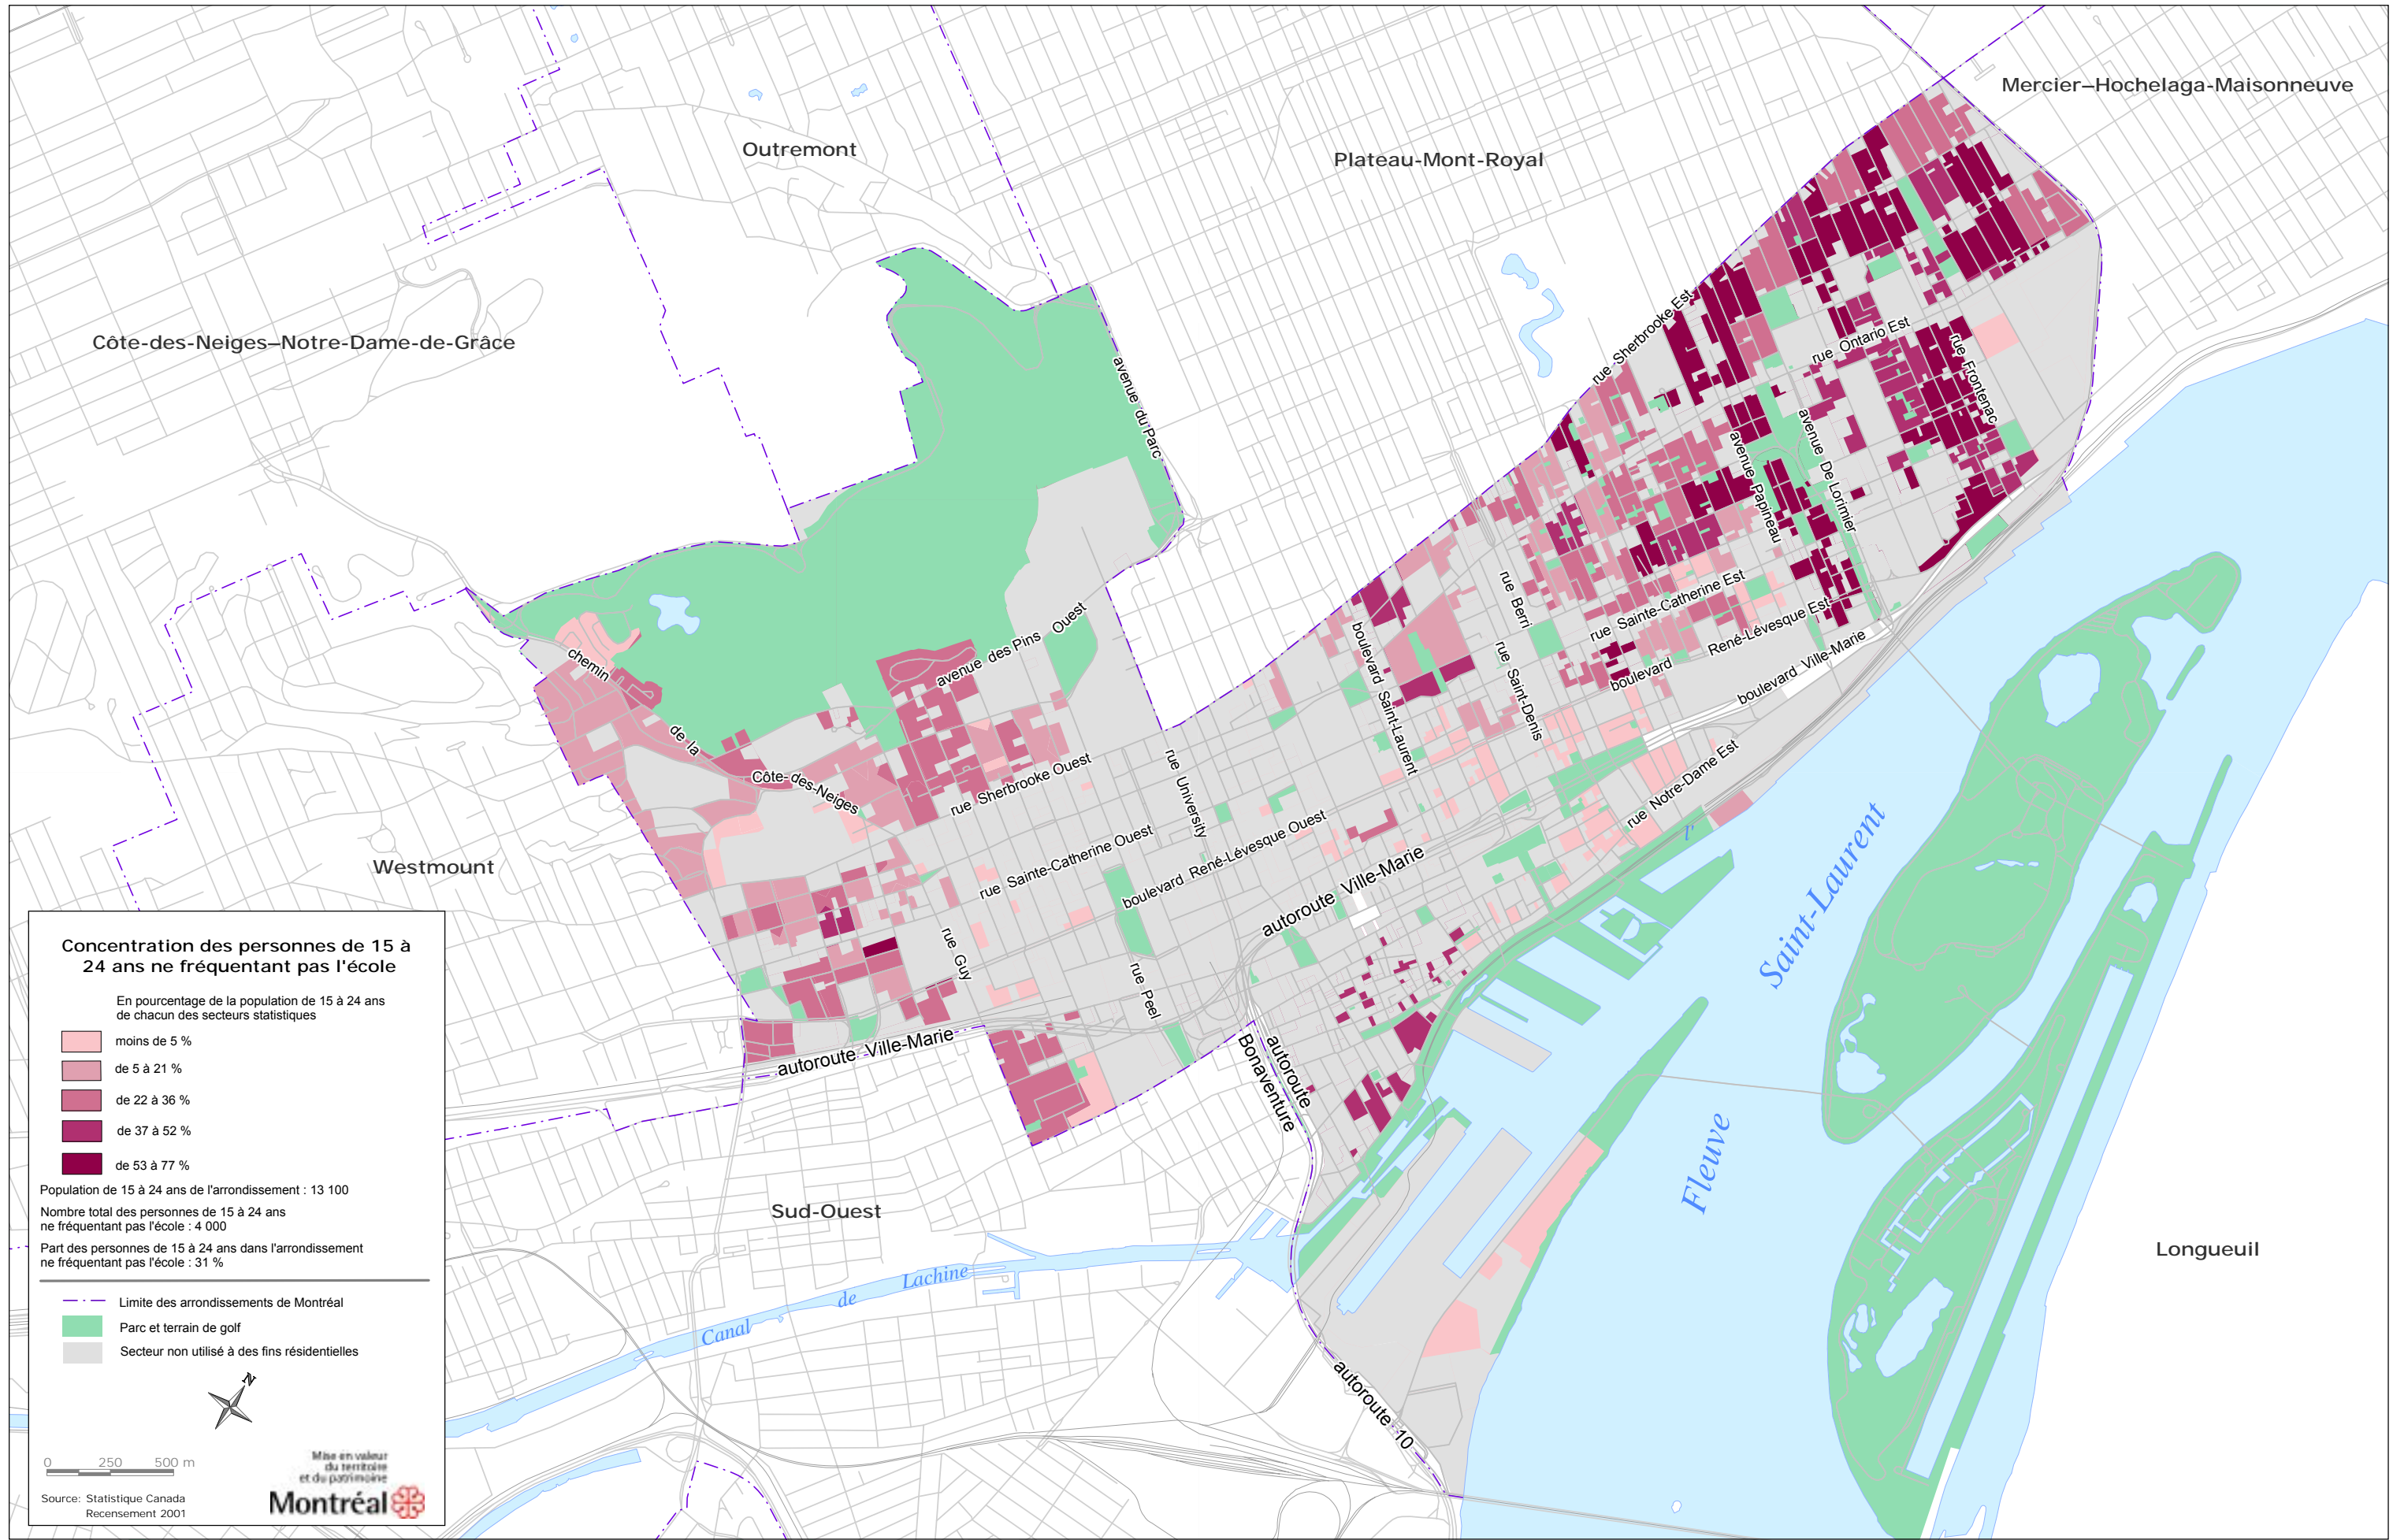 Mercier–Hochelaga-Maisonneuve
Outremont
Plateau-Mont-Royal
Côte-des-Neiges–Notre-Dame-de-Grâce
avenue du Parc
rue Sherbrooke Est
rue Ontario Est
rue Frontenac
avenue De Lorimier
avenue Papineau
rue Berri
rue Sainte-Catherine Est
René-Lévesque Est
boulevard
boulevard Ville-Marie
rue Saint-Denis
boulevard Saint-Laurent
rue Notre-Dame Est
avenue des Pins Ouest
chemin
de la
Côte-des-Neiges
rue Sherbrooke Ouest
rue University
rue Sainte-Catherine Ouest
boulevard René-Lévesque Ouest
autoroute Ville-Marie
rue Guy
rue Peel
Westmount
autoroute Ville-Marie
autoroute
Bonaventure
l'
Saint-Laurent
Fleuve
Sud-Ouest
Longueuil
Canal
de
Lachine
autoroute 10
Concentration des personnes de 15 à
24 ans ne fréquentant pas l'école
En pourcentage de la population de 15 à 24 ans
de chacun des secteurs statistiques
moins de 5 %
de 5 à 21 %
de 22 à 36 %
de 37 à 52 %
de 53 à 77 %
Population de 15 à 24 ans de l'arrondissement : 13 100
Nombre total des personnes de 15 à 24 ans
ne fréquentant pas l'école : 4 000
Part des personnes de 15 à 24 ans dans l'arrondissement
ne fréquentant pas l'école : 31 %
Limite des arrondissements de Montréal
Parc et terrain de golf
Secteur non utilisé à des fins résidentielles
N
0 250 500 m
Mise en valeur
du territoire
et du patrimoine
Montréal
Source: Statistique Canada
Recensement 2001